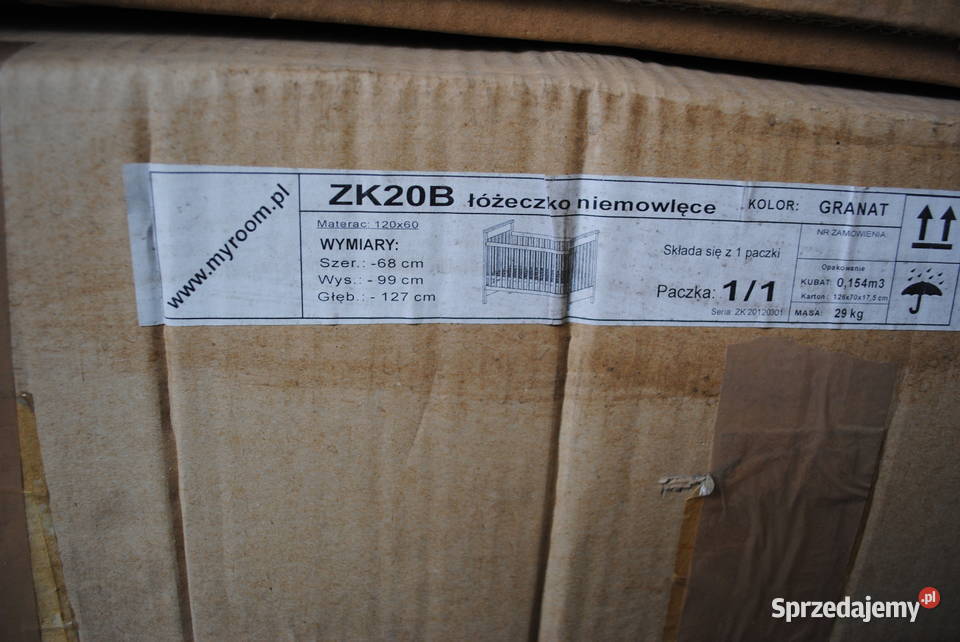 www.myroom.pl
ZK20B łóżeczko niemowlęce
KOLOR: GRANAT
Materac: 120x60
WYMIARY:
Szer.: -68 cm
Wys.: - 99 cm
Głęb.: - 127 cm
Składa się z 1 paczki
Paczka: 1/1
Seria: ZK 20120301
NR ZAMÓWIENIA
Opakowanie
KUBAT: 0,154m3
Karton: 126x70x17,5 cm
MASA: 29 kg
Sprzedajemy.pl